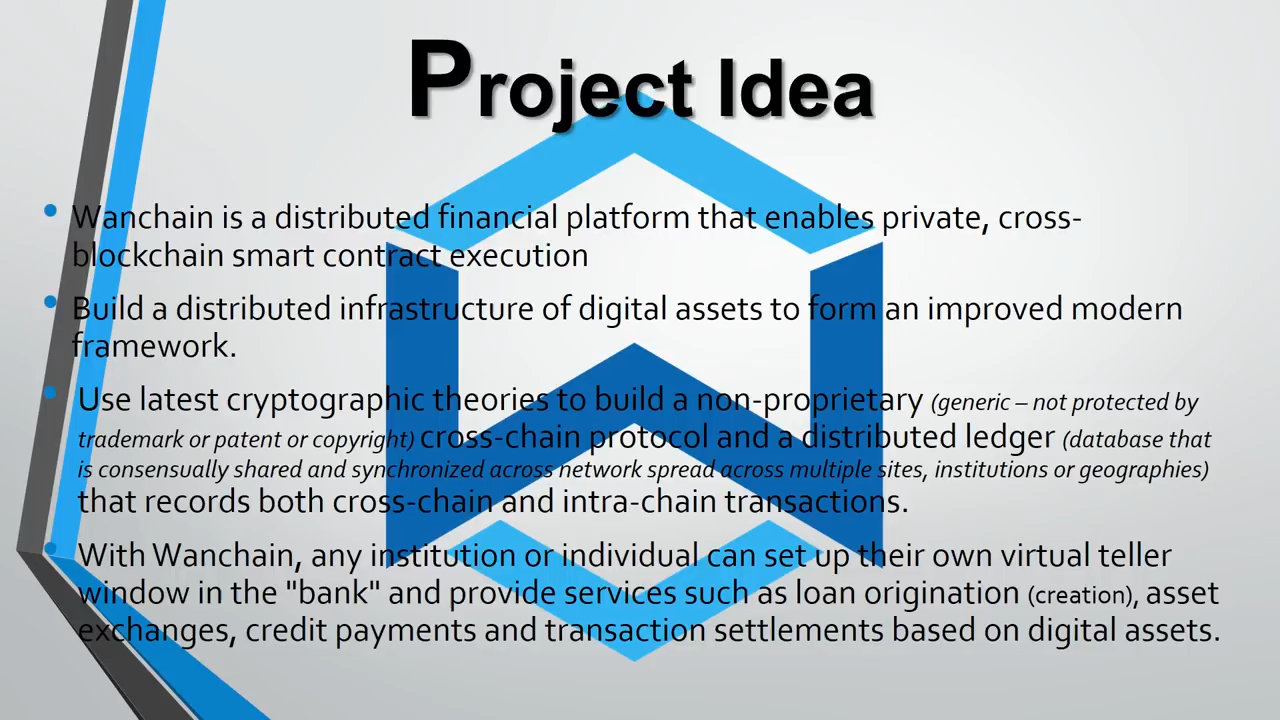 Project Idea
• Wanchain is a distributed financial platform that enables private, cross-
blockchain smart contract execution
• Build a distributed infrastructure of digital assets to form an improved modern
framework.
• Use latest cryptographic theories to build a non-proprietary (generic – not protected by
trademark or patent or copyright) cross-chain protocol and a distributed ledger (database that
is consensually shared and synchronized across network spread across multiple sites, institutions or geographies)
that records both cross-chain and intra-chain transactions.
• With Wanchain, any institution or individual can set up their own virtual teller
window in the "bank" and provide services such as loan origination (creation), asset
exchanges, credit payments and transaction settlements based on digital assets.